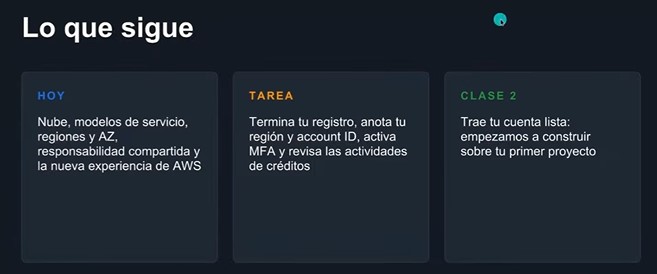 Lo que sigue
HOY
Nube, modelos de servicio,
regiones y AZ,
responsabilidad compartida y
la nueva experiencia de AWS
TAREA
Termina tu registro, anota tu
región y account ID, activa
MFA y revisa las actividades
de créditos
CLASE 2
Trae tu cuenta lista:
empezamos a construir
sobre tu primer proyecto